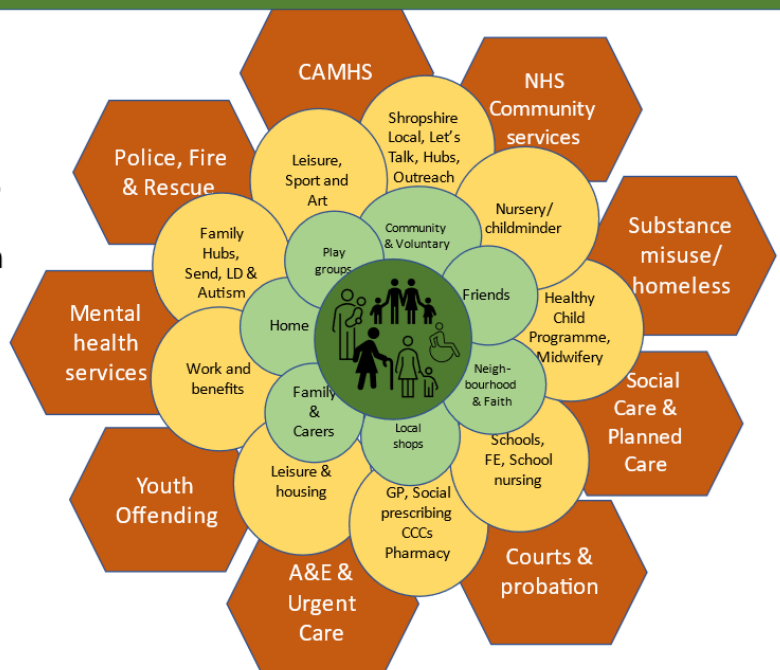 CAMHS
NHS
Community
services
Police, Fire
& Rescue
Substance
misuse/
homeless
Mental
health
services
Social
Care &
Planned
Care
Youth
Offending
Courts &
probation
A&E &
Urgent
Care
Shropshire
Local, Let's
Talk, Hubs,
Outreach
Leisure,
Sport and
Art
Nursery/
childminder
Family
Hubs,
Send, LD &
Autism
Healthy
Child
Programme,
Midwifery
Work and
benefits
Schools,
FE, School
nursing
Leisure &
housing
GP, Social
prescribing
CCCs
Pharmacy
Community
& Voluntary
Play
groups
Friends
Home
Neigh-
bourhood
& Faith
Family
&
Carers
Local
shops